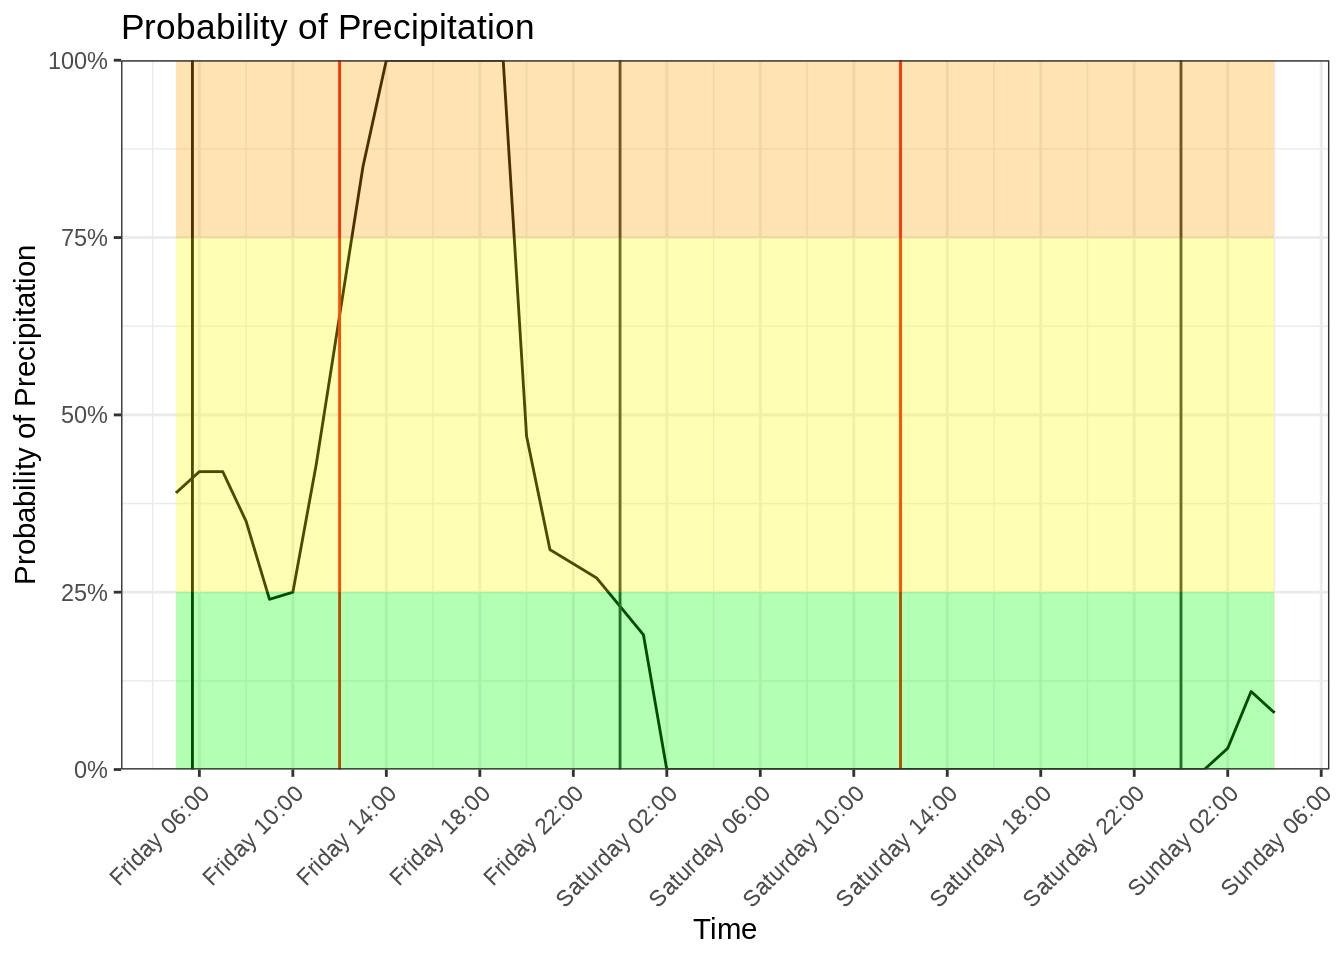 Probability of Precipitation
Probability of Precipitation
100%
75%
50%
25%
0%
Friday 06:00
Friday 10:00
Friday 14:00
Friday 18:00
Friday 22:00
Saturday 02:00
Saturday 06:00
Saturday 10:00
Saturday 14:00
Saturday 18:00
Saturday 22:00
Sunday 02:00
Sunday 06:00
Time